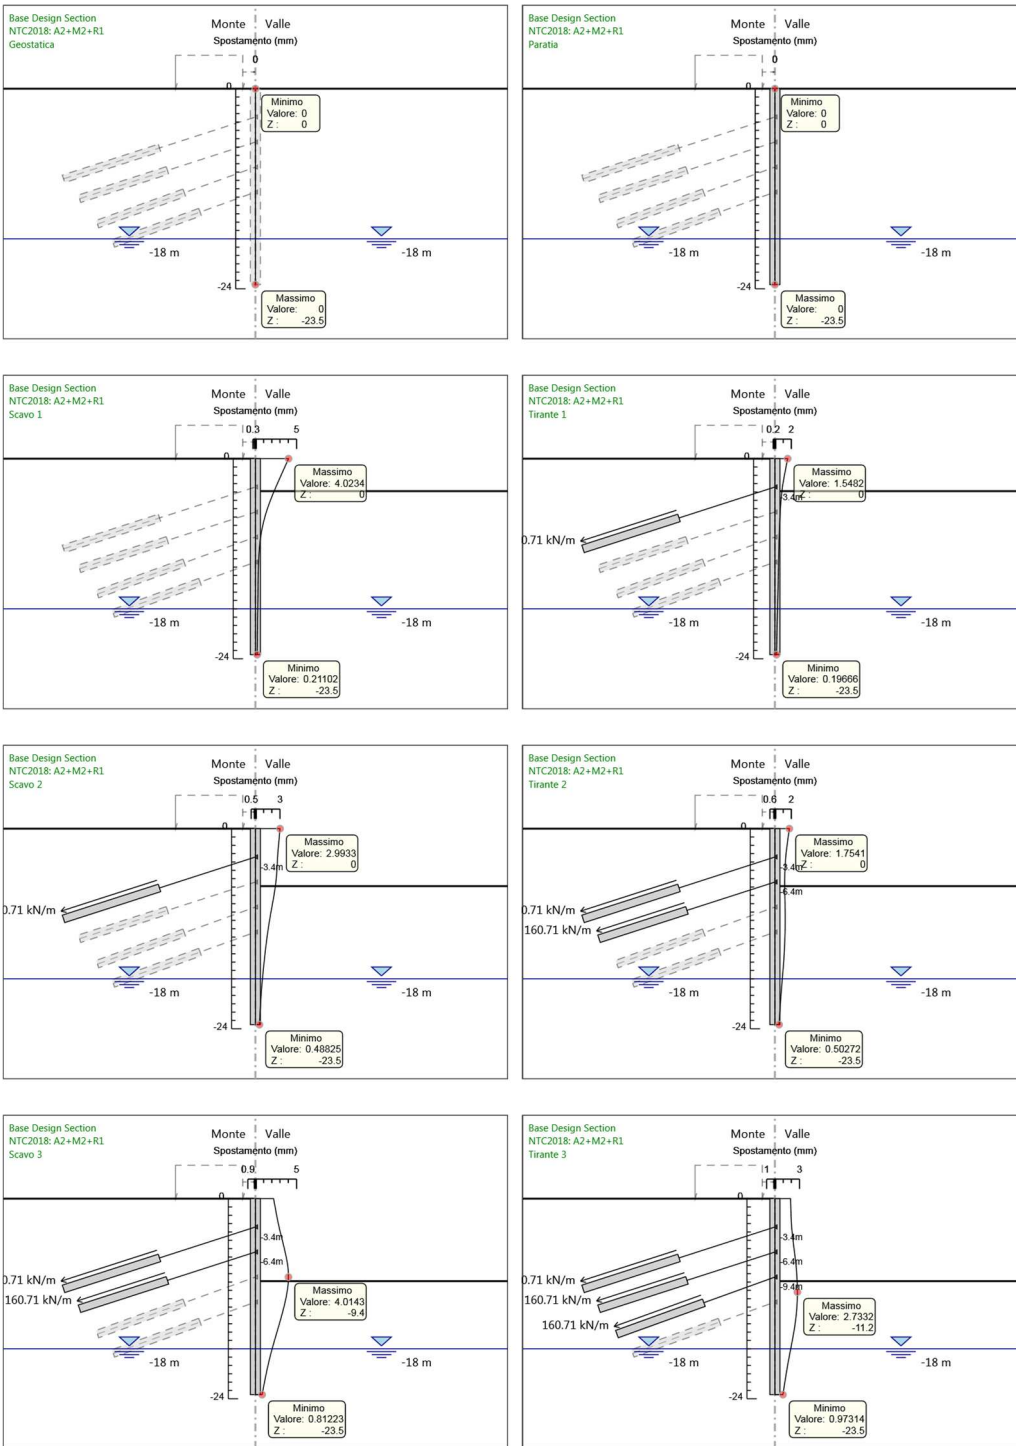 Base Design Section
NTC2018: A2+M2+R1
Geostatica
Monte Valle
Spostamento (mm)
0
0
Minimo
Valore: 0
Z : 0
-18 m
-18 m
-24
Massimo
Valore: 0
Z : -23.5
Base Design Section
NTC2018: A2+M2+R1
Paratia
Monte Valle
Spostamento (mm)
0
0
Minimo
Valore: 0
Z : 0
-18 m
-18 m
-24
Massimo
Valore: 0
Z : -23.5
Base Design Section
NTC2018: A2+M2+R1
Scavo 1
Monte Valle
Spostamento (mm)
0.3 5
0
Massimo
Valore: 4.0234
Z : 0
-18 m
-18 m
-24
Minimo
Valore: 0.21102
Z : -23.5
Base Design Section
NTC2018: A2+M2+R1
Tirante 1
Monte Valle
Spostamento (mm)
0.2 2
0
Massimo
Valore: 1.5482
Z : 0
-3.4m
0.71 kN/m
-18 m
-18 m
-24
Minimo
Valore: 0.19666
Z : -23.5
Base Design Section
NTC2018: A2+M2+R1
Scavo 2
Monte Valle
Spostamento (mm)
0.5 3
0
Massimo
Valore: 2.9933
Z : 0
-3.4m
0.71 kN/m
-18 m
-18 m
-24
Minimo
Valore: 0.48825
Z : -23.5
Base Design Section
NTC2018: A2+M2+R1
Tirante 2
Monte Valle
Spostamento (mm)
0.6 2
0
Massimo
Valore: 1.7541
Z : 0
-3.4m
-6.4m
0.71 kN/m
160.71 kN/m
-18 m
-18 m
-24
Minimo
Valore: 0.50272
Z : -23.5
Base Design Section
NTC2018: A2+M2+R1
Scavo 3
Monte Valle
Spostamento (mm)
0.9 5
0
-3.4m
-6.4m
0.71 kN/m
160.71 kN/m
Massimo
Valore: 4.0143
Z : -9.4
-18 m
-18 m
-24
Minimo
Valore: 0.81223
Z : -23.5
Base Design Section
NTC2018: A2+M2+R1
Tirante 3
Monte Valle
Spostamento (mm)
1 3
0
-3.4m
-6.4m
-9.4m
0.71 kN/m
160.71 kN/m
160.71 kN/m
Massimo
Valore: 2.7332
Z : -11.2
-18 m
-18 m
-24
Minimo
Valore: 0.97314
Z : -23.5